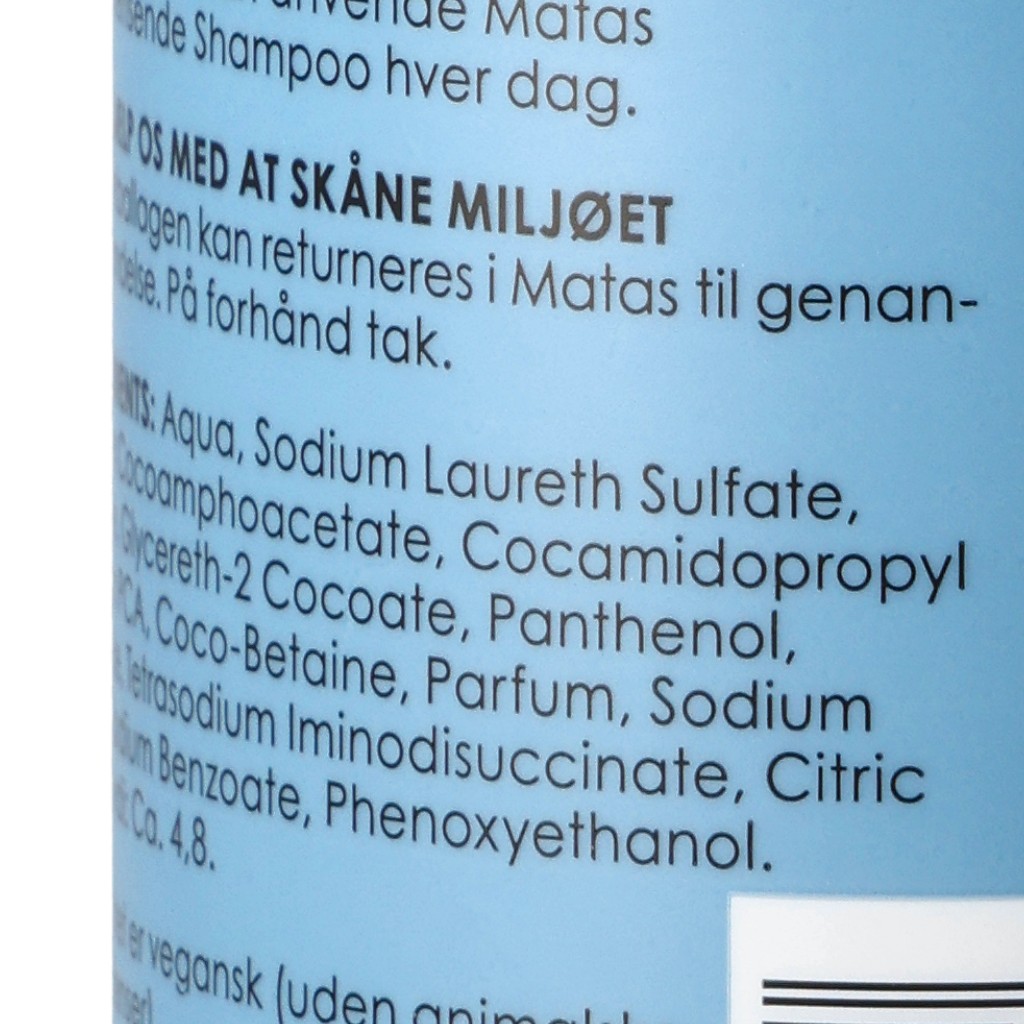 Matas
Shampoo hver dag.
OS MED AT SKÅNE MILJØET
kan returneres i Matas til genan-
På forhånd tak.
Aqua, Sodium Laureth Sulfate,
Cocoamphoacetate, Cocamidopropyl
Glycereth-2 Cocoate, Panthenol,
PCA, Coco-Betaine, Parfum, Sodium
Tetrasodium Iminodisuccinate, Citric
Benzoate, Phenoxyethanol.
Ca. 4,8.
er vegansk (uden